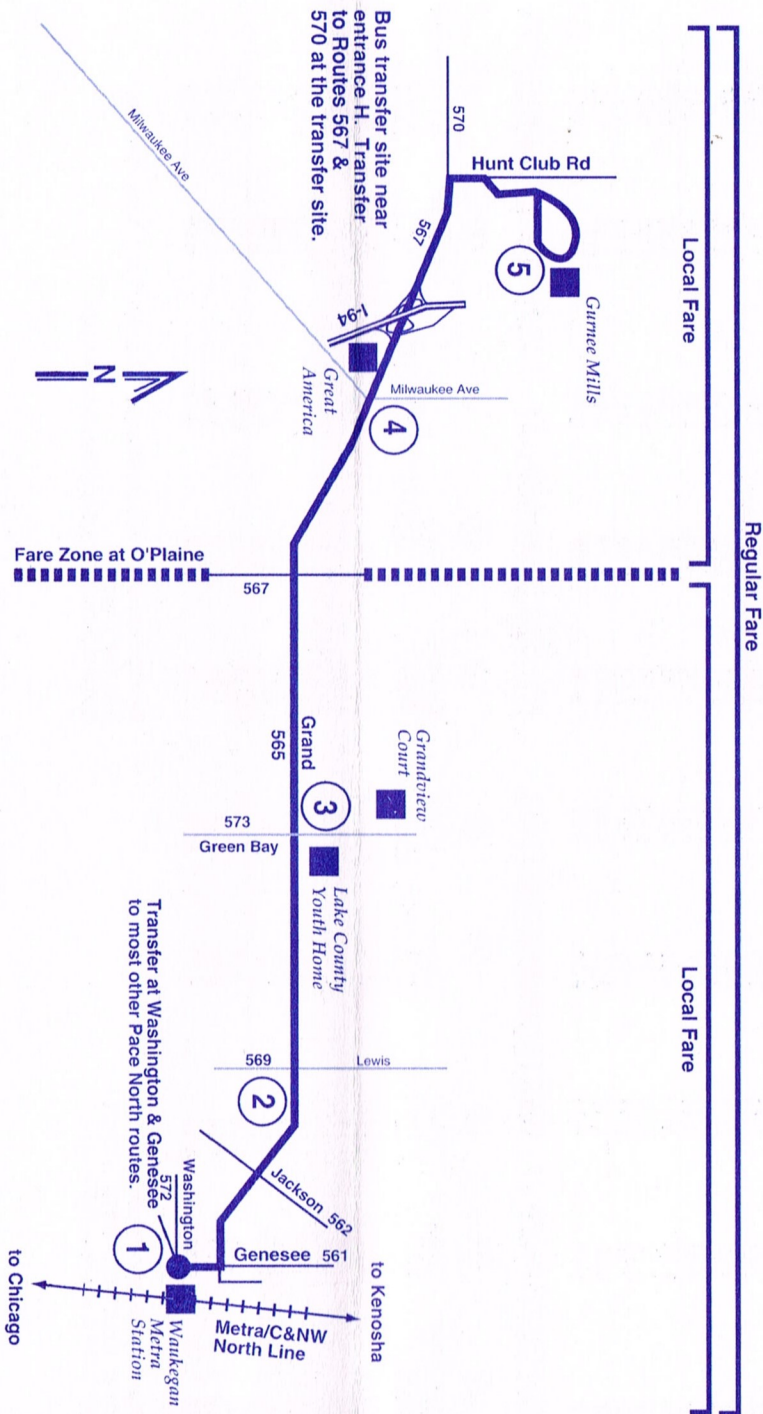 Regular Fare
Local Fare
Local Fare
Hunt Club Rd
570
567
5
Gurnee Mills
Bus transfer site near
entrance H. Transfer
to Routes 567 &
570 at the transfer site.
Milwaukee Ave
I-94
Great
America
Milwaukee Ave
4
N
Fare Zone at O'Plaine
567
Grand
565
Grandview
Court
3
573
Green Bay
Lake County
Youth Home
569
Lewis
2
Jackson 562
Transfer at Washington & Genesee
to most other Pace North routes.
572
Washington
1
Genesee 561
to Kenosha
Metra/C&NW
North Line
Waukegan
Metra
Station
to Chicago